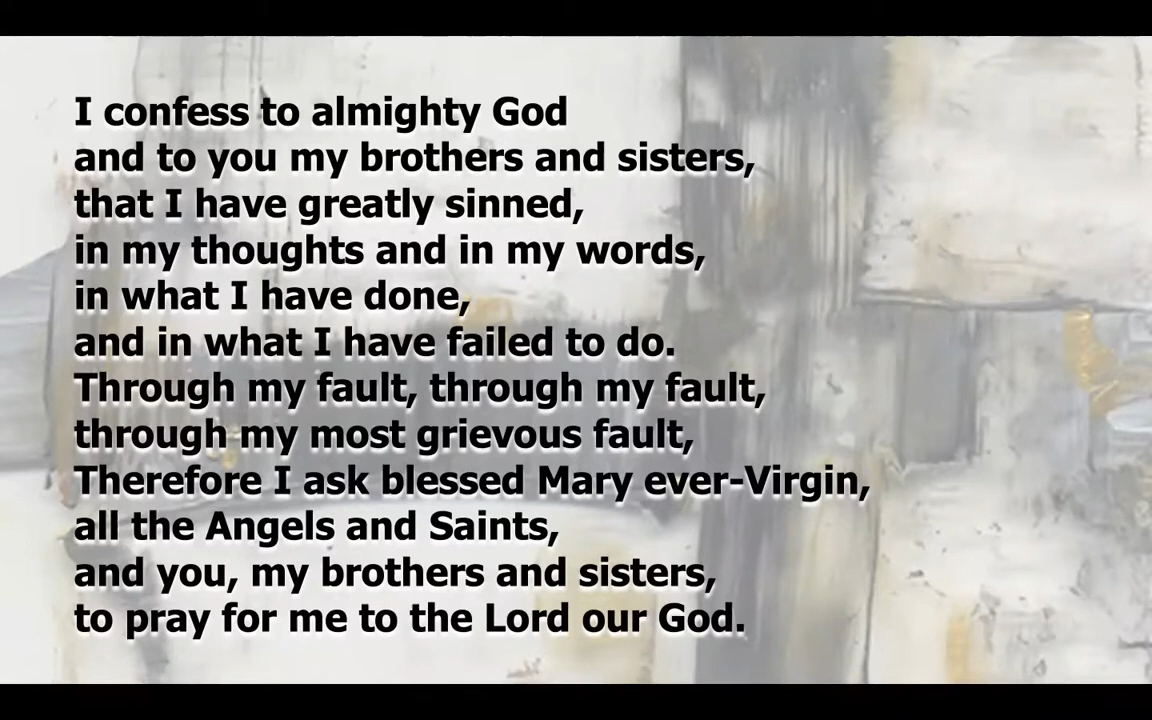 I confess to almighty God
and to you my brothers and sisters,
that I have greatly sinned,
in my thoughts and in my words,
in what I have done,
and in what I have failed to do.
Through my fault, through my fault,
through my most grievous fault,
Therefore I ask blessed Mary ever-Virgin,
all the Angels and Saints,
and you, my brothers and sisters,
to pray for me to the Lord our God.